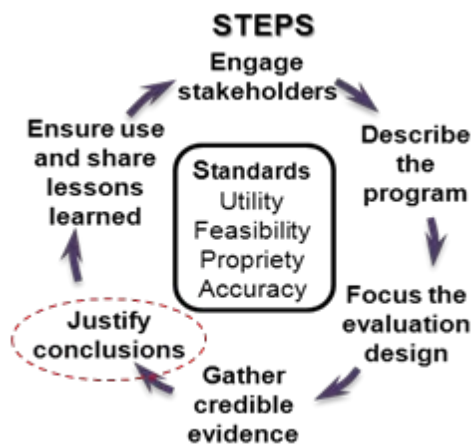 STEPS
Engage
stakeholders
Describe
the
program
Focus the
evaluation
design
Gather
credible
evidence
Justify
conclusions
Ensure use
and share
lessons
learned
Standards
Utility
Feasibility
Propriety
Accuracy